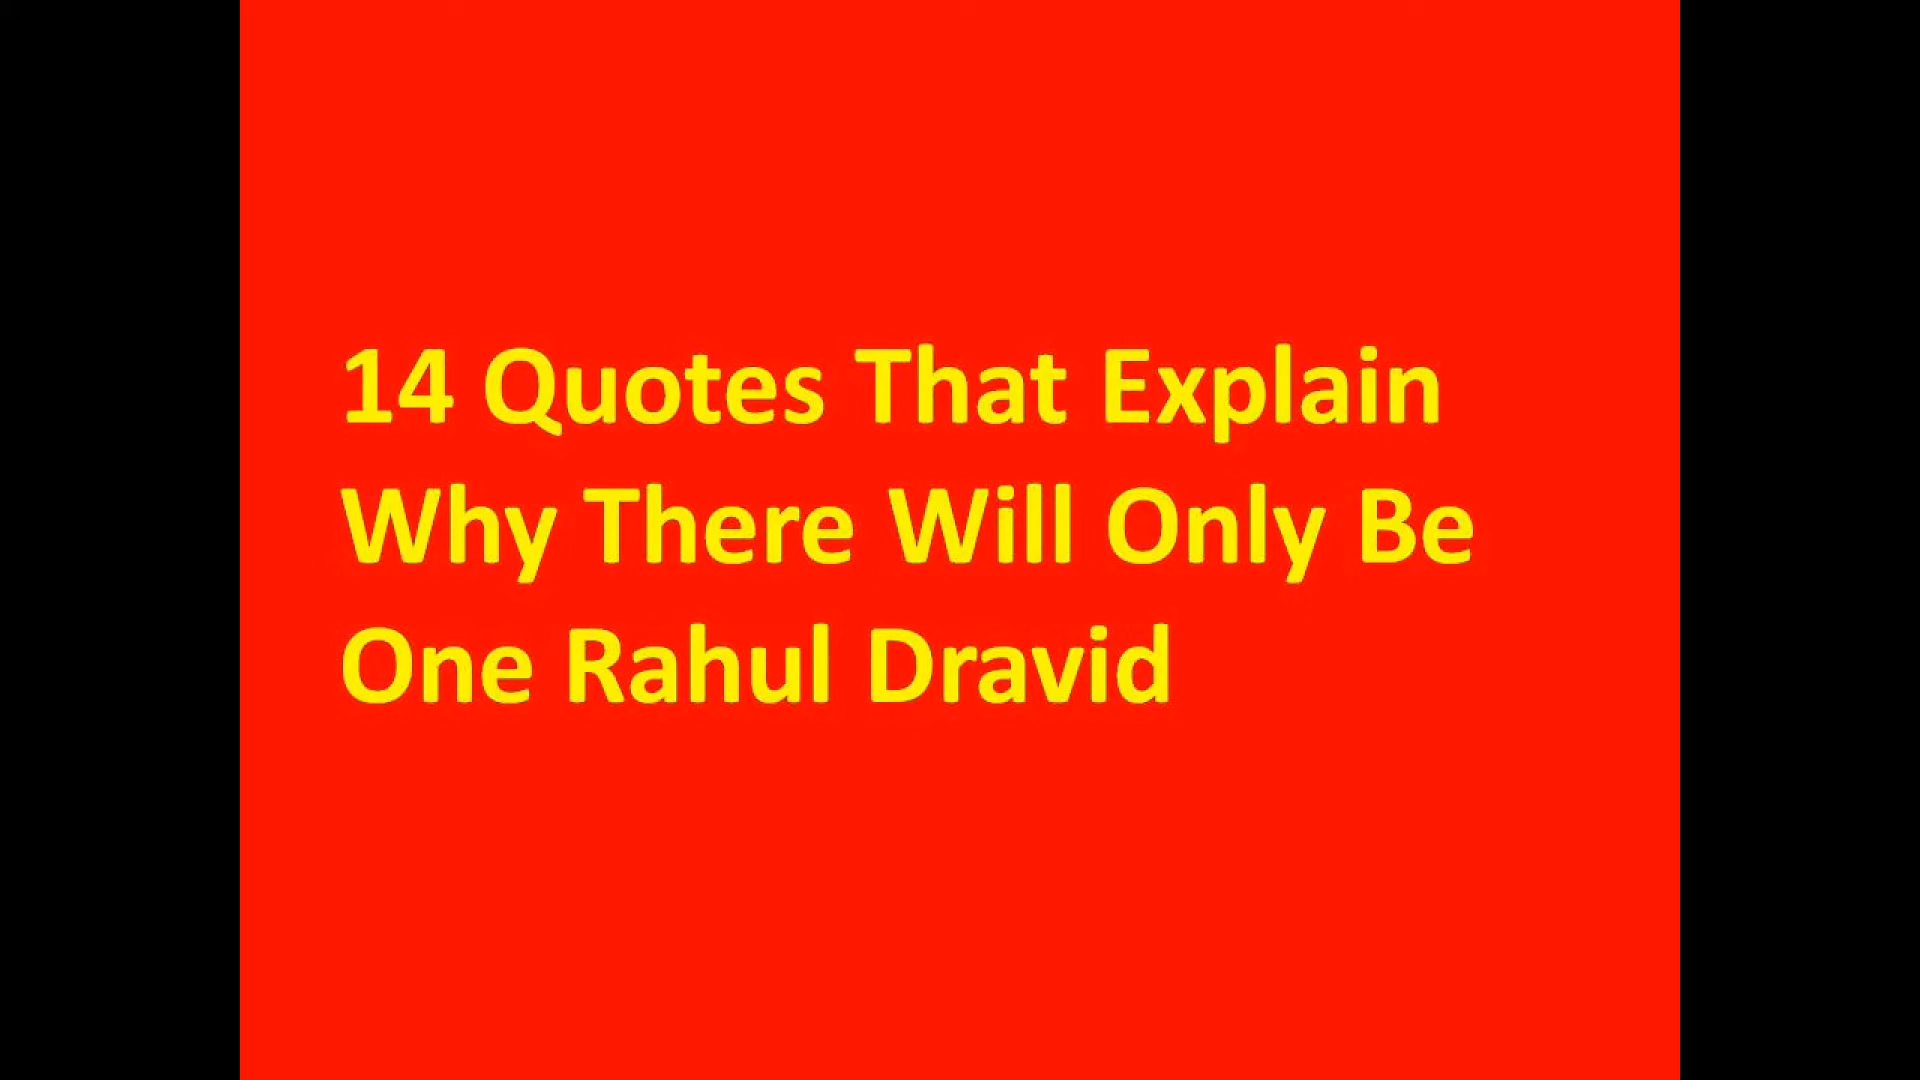 14 Quotes That Explain
Why There Will Only Be
One Rahul Dravid